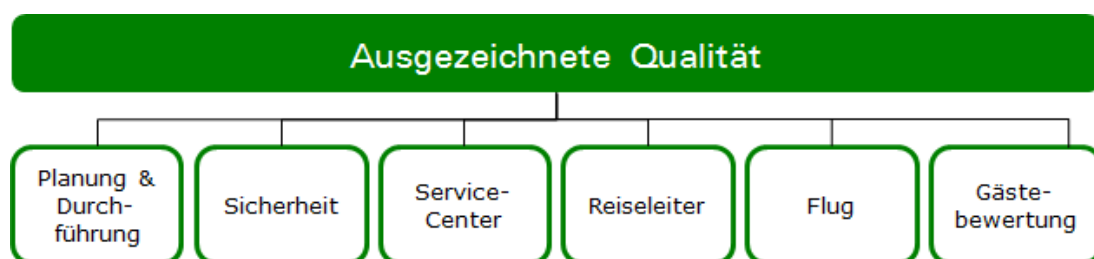 Ausgezeichnete Qualität
Planung &
Durch-
führung
Sicherheit
Service-
Center
Reiseleiter
Flug
Gäste-
bewertung